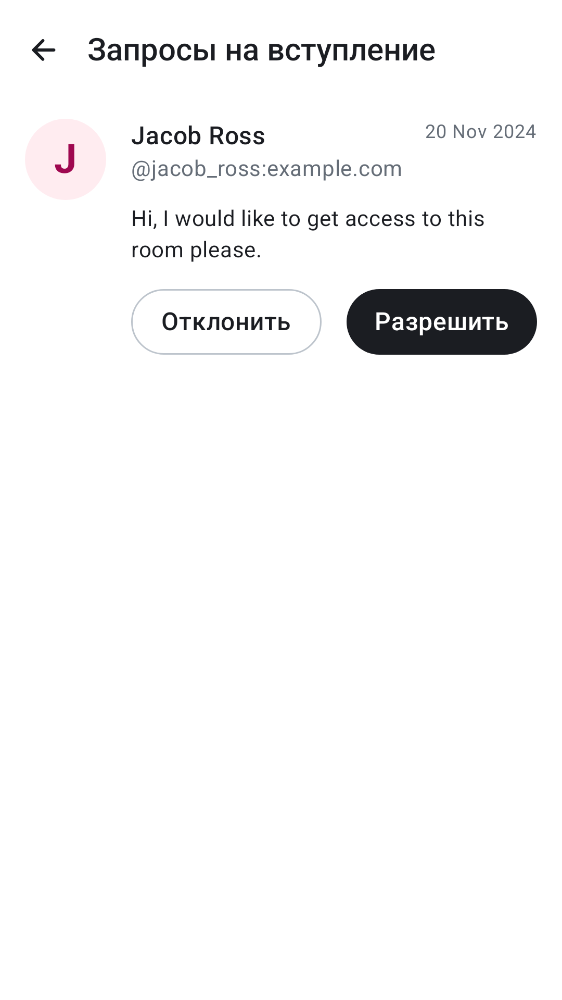 Запросы на вступление
J
Jacob Ross
20 Nov 2024
@jacob_ross:example.com
Hi, I would like to get access to this
room please.
Отклонить
Разрешить